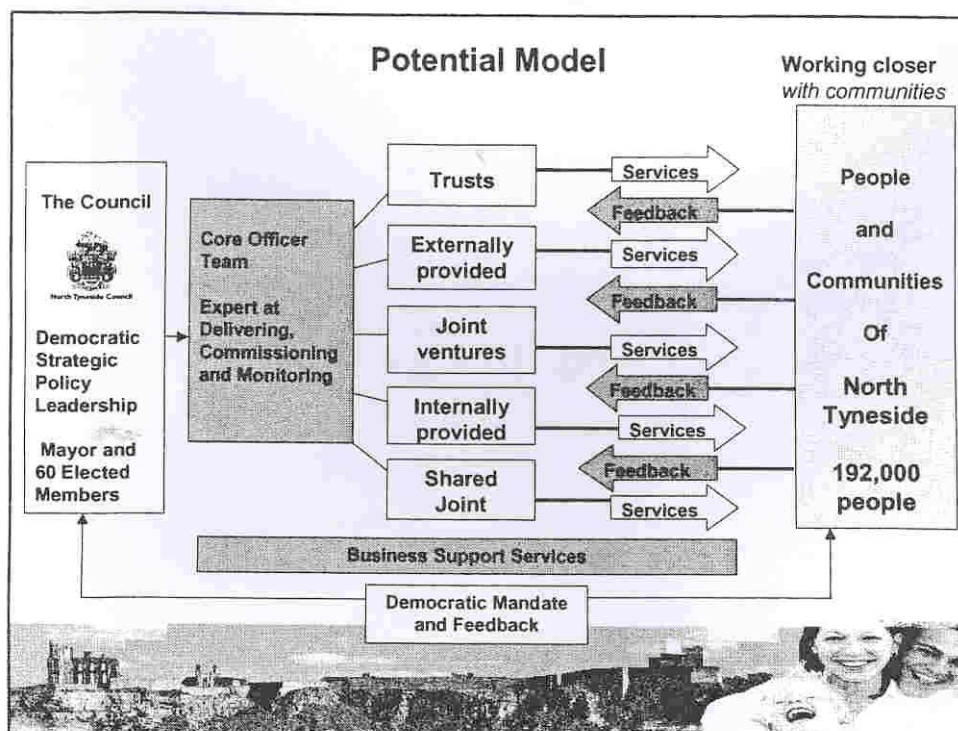 Potential Model
Working closer
with communities
The Council
North Tyneside Council
Democratic
Strategic
Policy
Leadership
Mayor and
60 Elected
Members
Core Officer
Team
Expert at
Delivering,
Commissioning
and Monitoring
Trusts
Externally
provided
Joint
ventures
Internally
provided
Shared
Joint
Services
Feedback
Services
Feedback
Services
Feedback
Services
Feedback
Services
People
and
Communities
Of
North
Tyneside
192,000
people
Business Support Services
Democratic Mandate
and Feedback